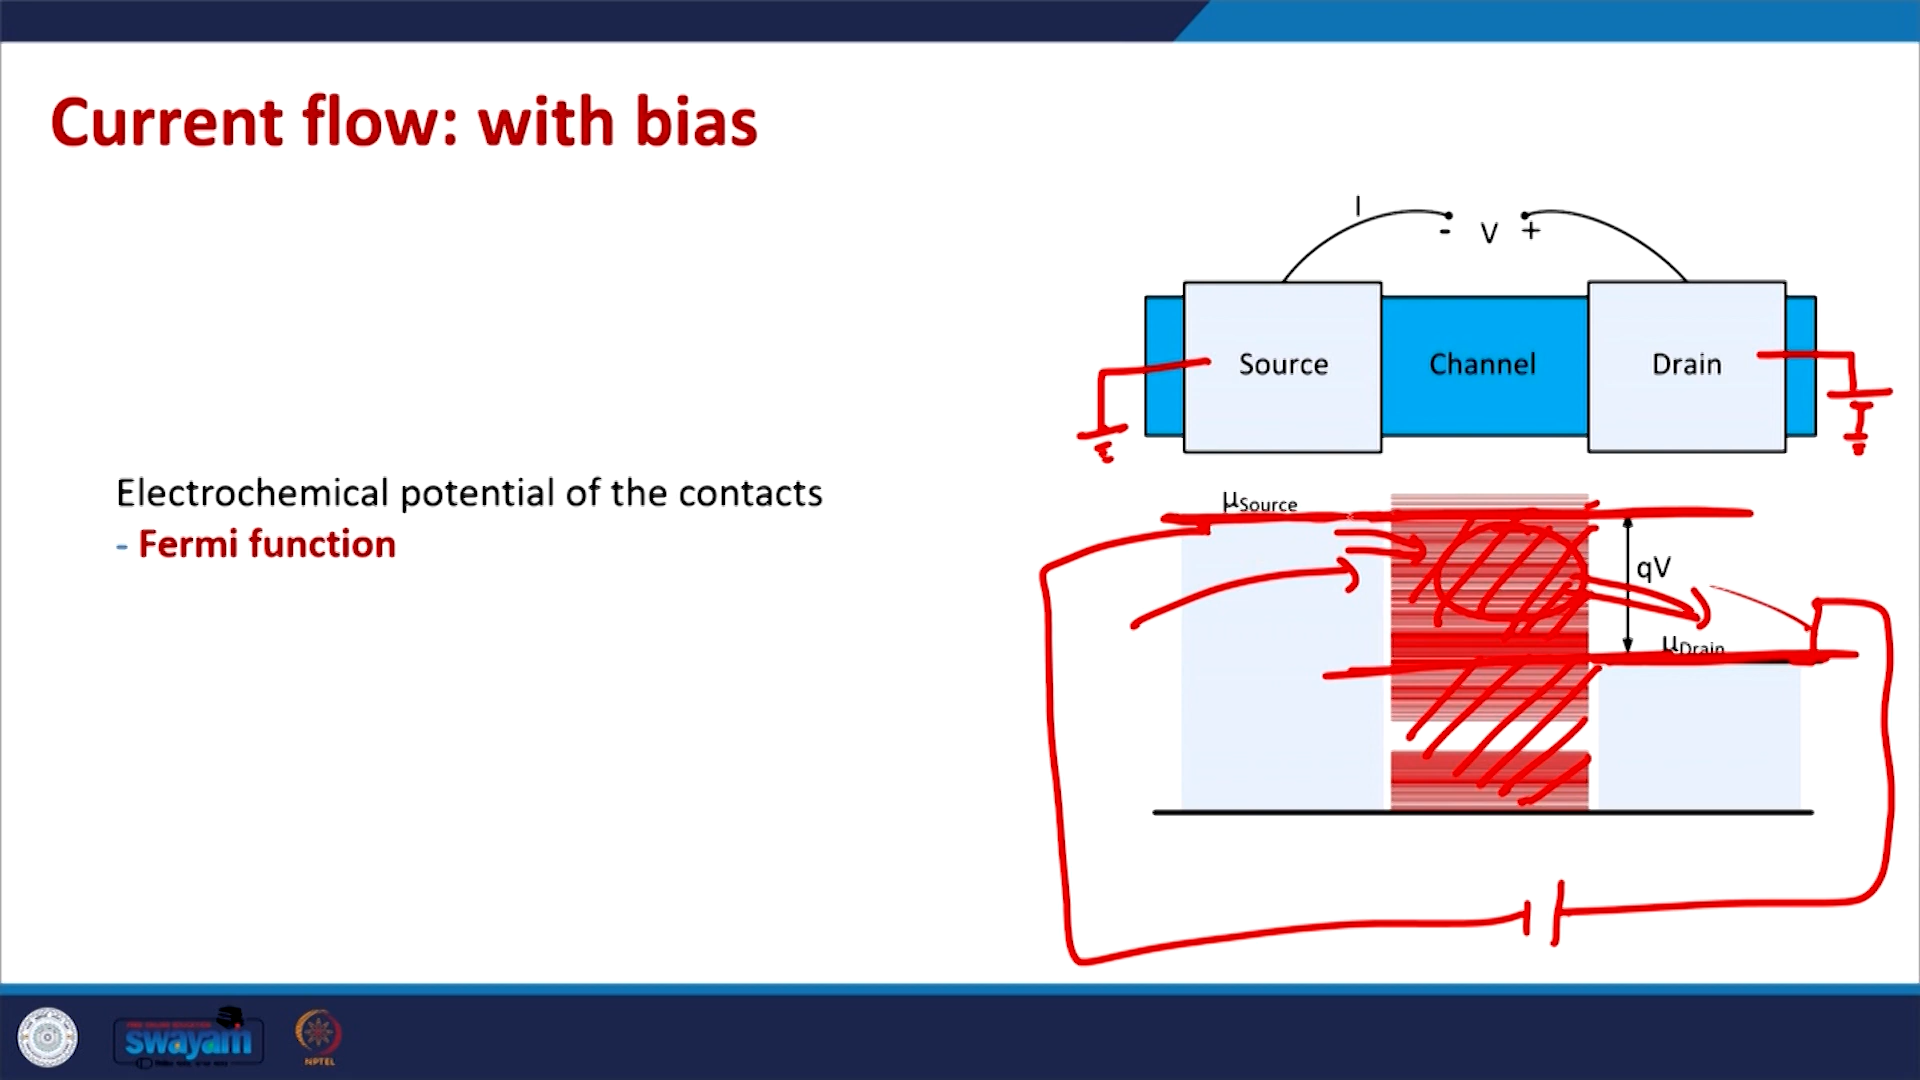 Current flow: with bias
I
- V +
Source Channel Drain
μSource
Electrochemical potential of the contacts
- Fermi function
qV
μDrain
swayam
NPTEL